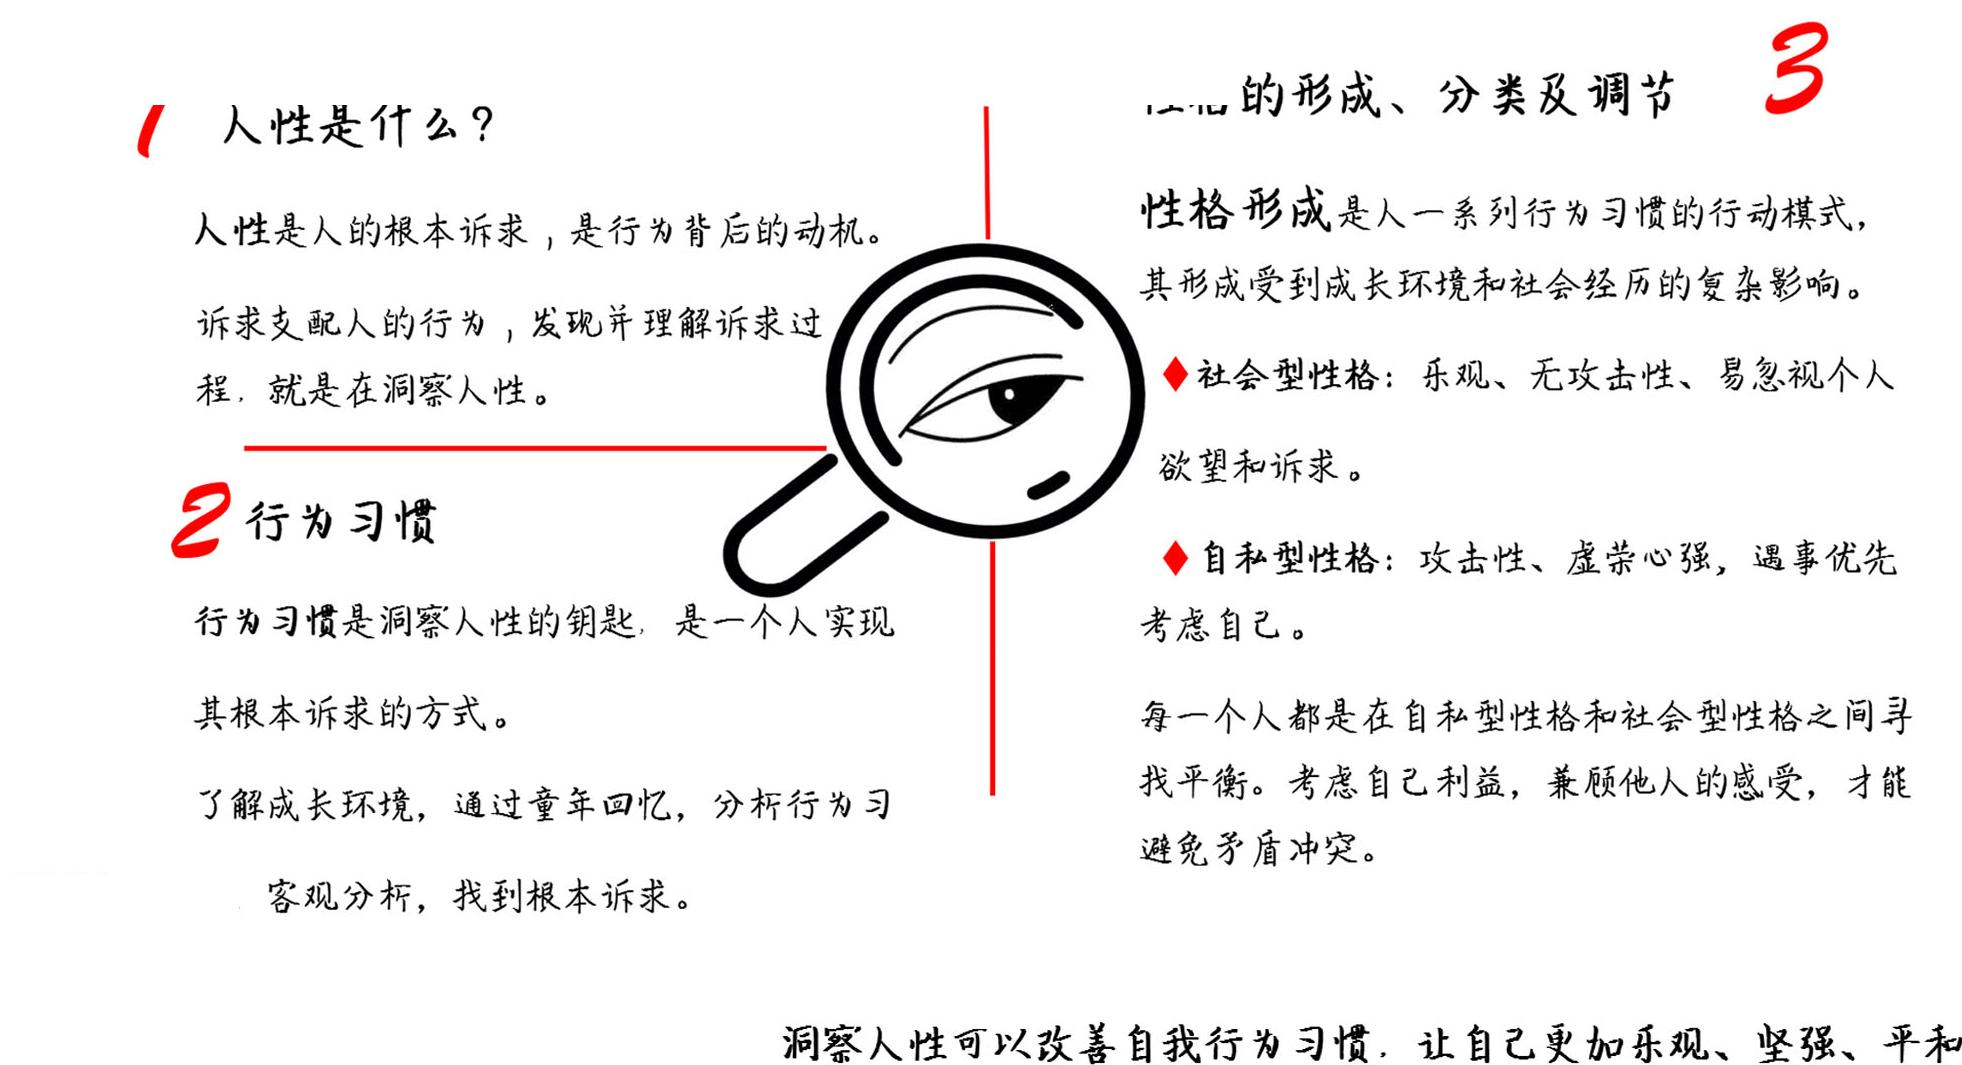 1 人性是什么？
人性是人的根本诉求，是行为背后的动机。
诉求支配人的行为，发现并理解诉求过
程，就是在洞察人性。
2 行为习惯
行为习惯是洞察人性的钥匙，是一个人实现
其根本诉求的方式。
了解成长环境，通过童年回忆，分析行为习
客观分析，找到根本诉求。
的形成、分类及调节 3
性格形成是人一系列行为习惯的行动模式，
其形成受到成长环境和社会经历的复杂影响。
♦社会型性格：乐观、无攻击性、易忽视个人
欲望和诉求。
♦自私型性格：攻击性、虚荣心强，遇事优先
考虑自己。
每一个人都是在自私型性格和社会型性格之间寻
找平衡。考虑自己利益，兼顾他人的感受，才能
避免矛盾冲突。
洞察人性可以改善自我行为习惯，让自己更加乐观、坚强、平和